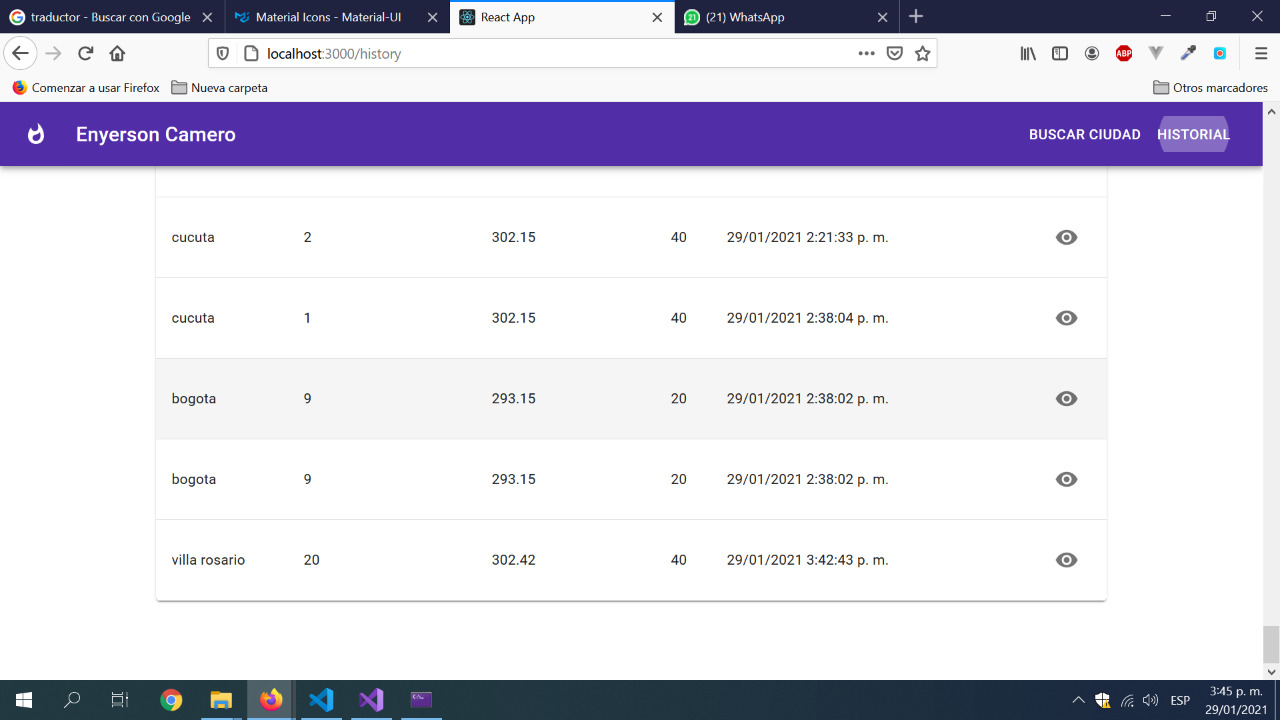 traductor - Buscar con Google
Material Icons - Material-UI
React App
21
(21) WhatsApp
localhost:3000/history
ABP
Comenzar a usar Firefox
Nueva carpeta
Otros marcadores
Enyerson Camero
BUSCAR CIUDAD
HISTORIAL
cucuta 2 302.15 40 29/01/2021 2:21:33 p. m.
cucuta 1 302.15 40 29/01/2021 2:38:04 p. m.
bogota 9 293.15 20 29/01/2021 2:38:02 p. m.
bogota 9 293.15 20 29/01/2021 2:38:02 p. m.
villa rosario 20 302.42 40 29/01/2021 3:42:43 p. m.
ESP
3:45 p. m.
29/01/2021